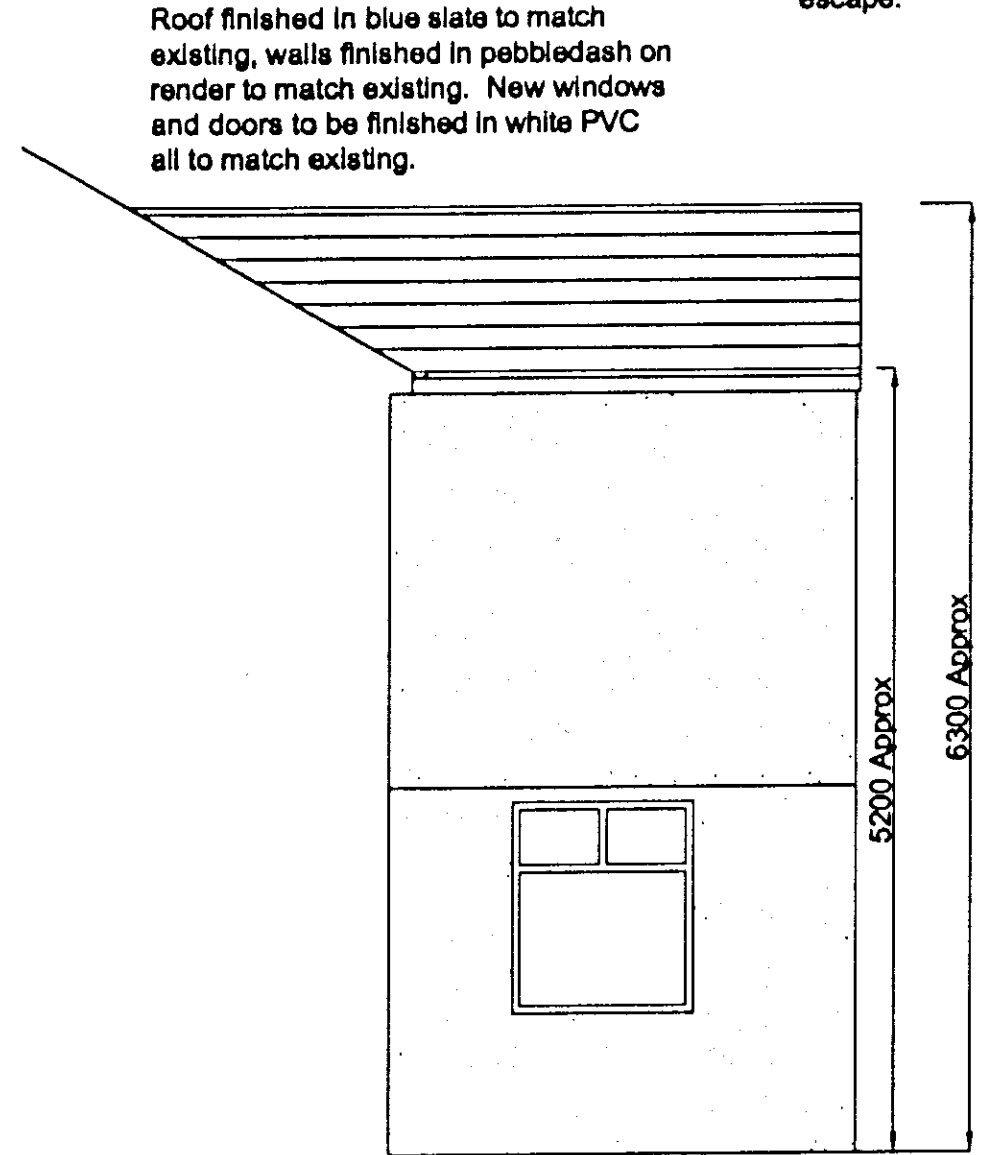 escape.
Roof finished in blue slate to match
existing, walls finished in pebbledash on
render to match existing. New windows
and doors to be finished in white PVC
all to match existing.
5200 Approx
6300 Approx